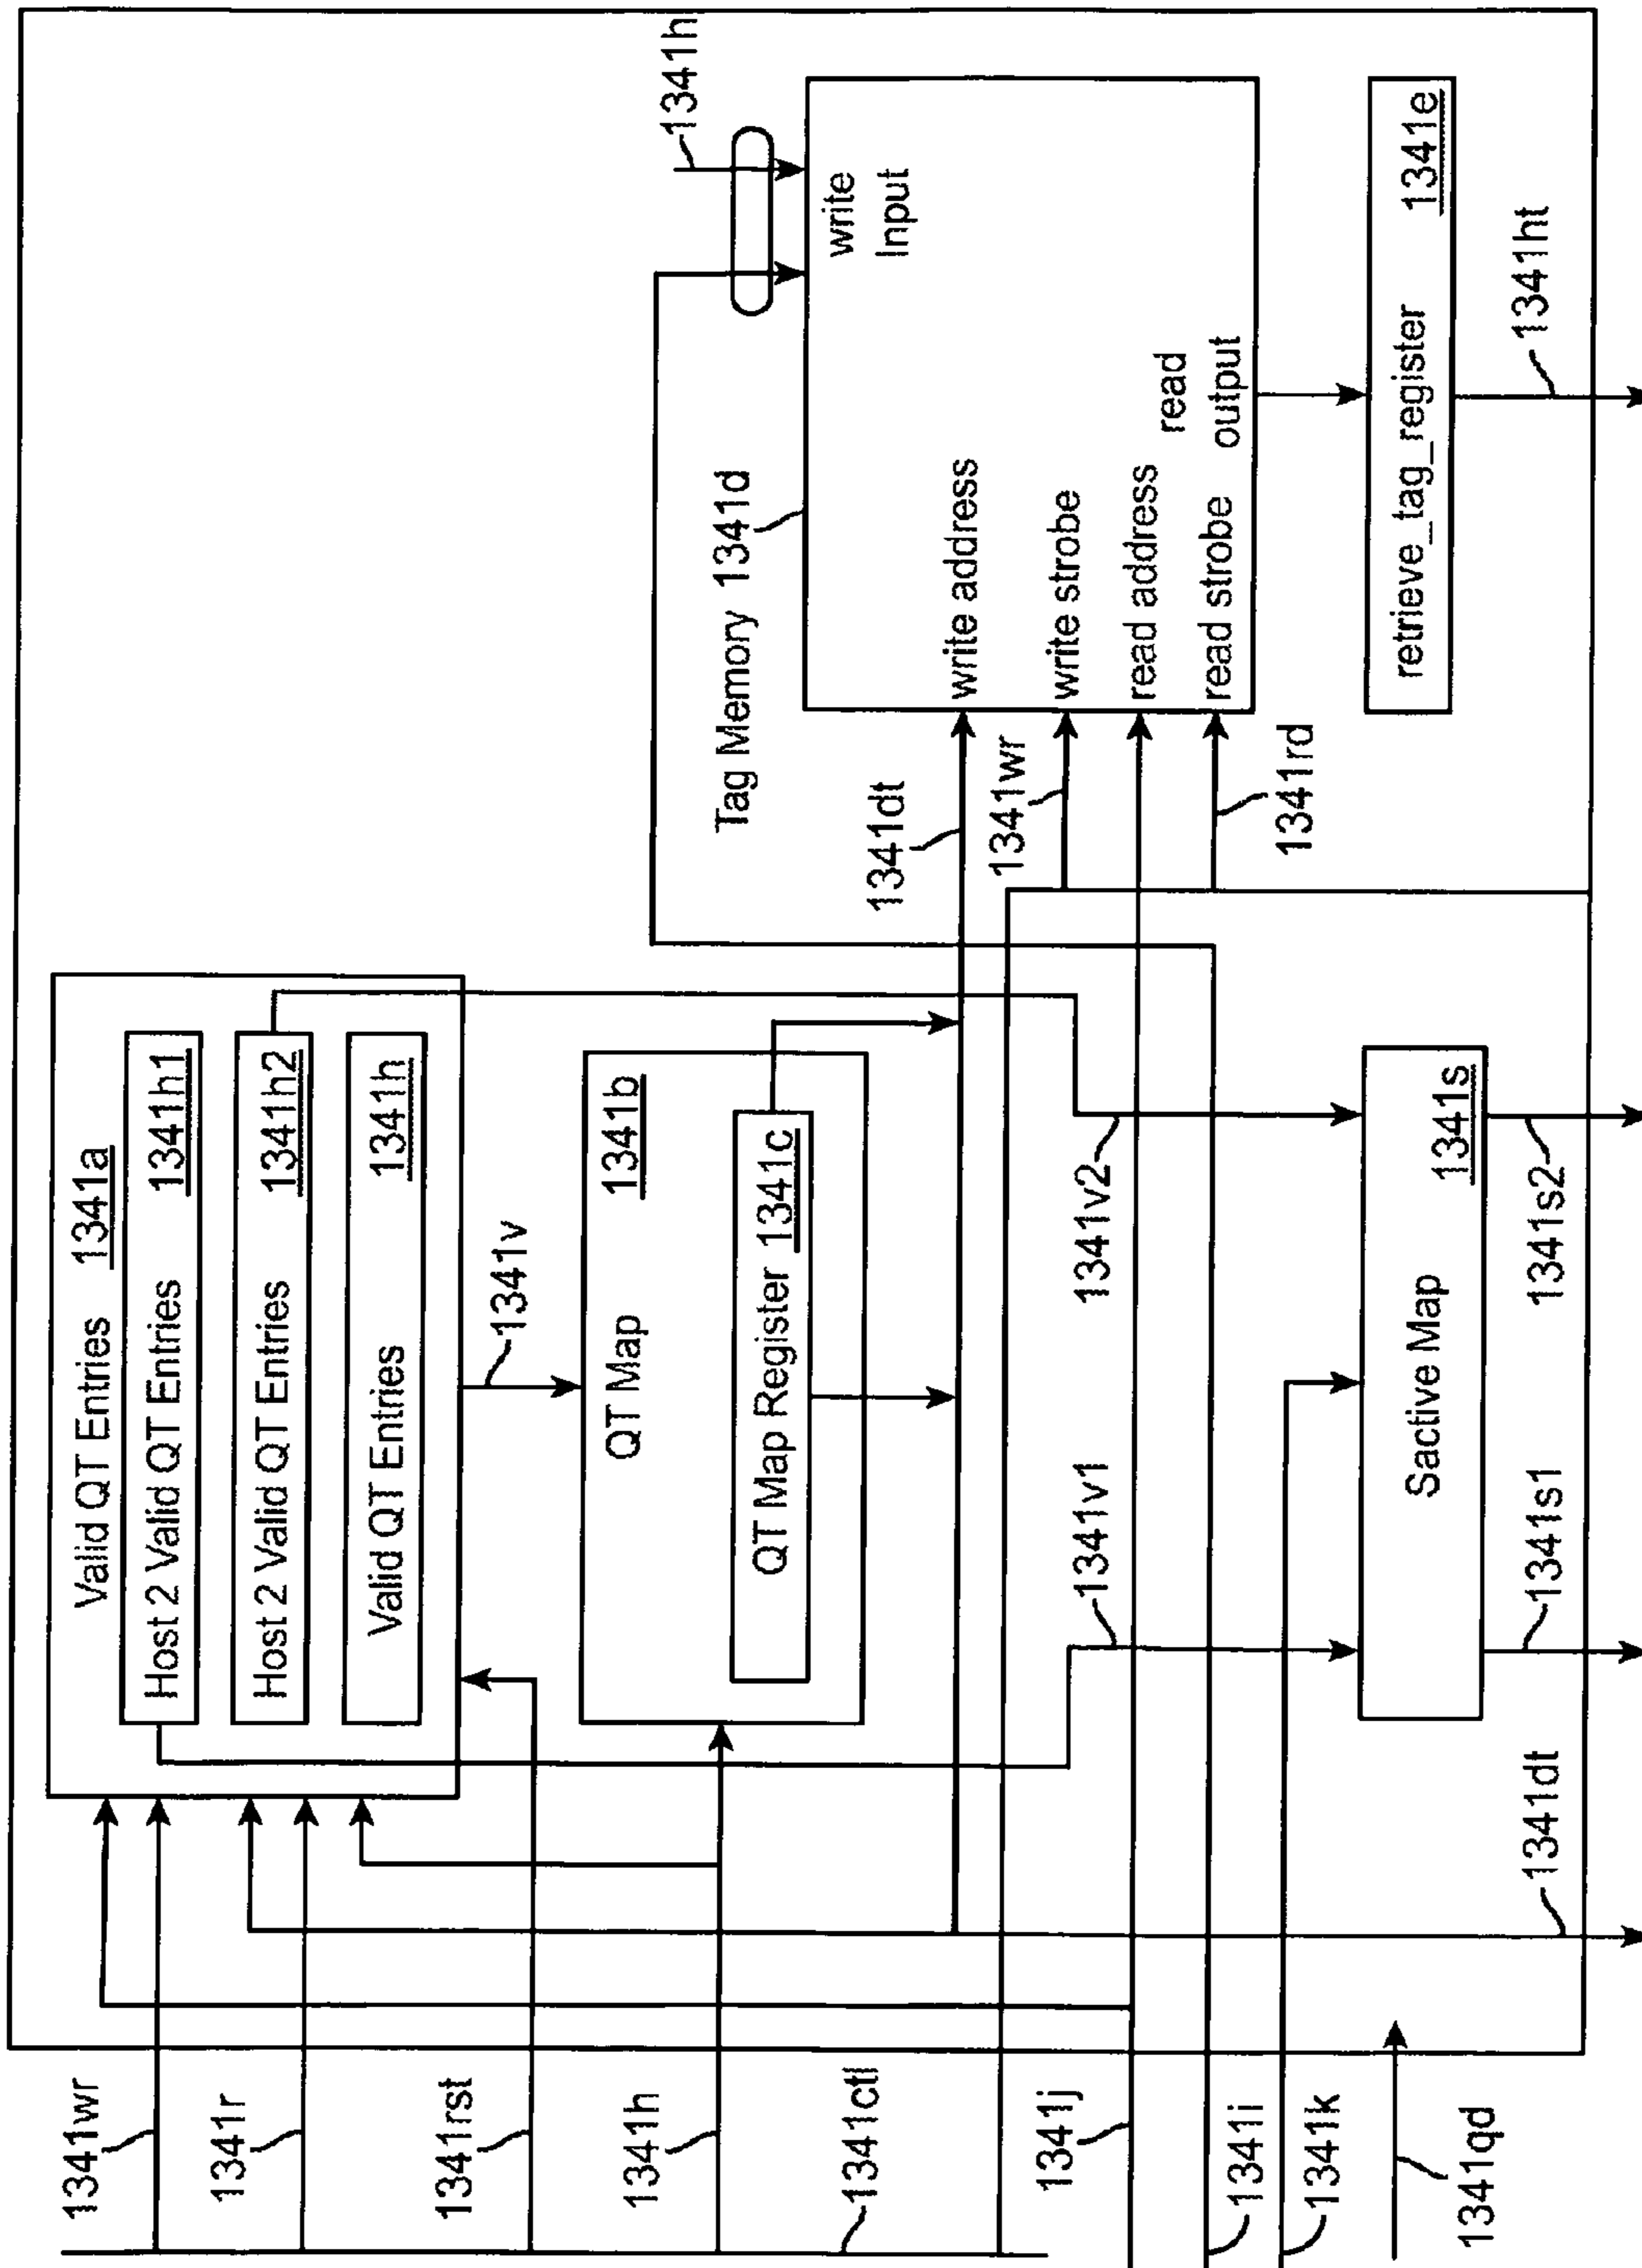 1341wr
1341r
1341rst
1341h
1341ctl
1341j
1341i
1341k
1341qd
Valid QT Entries 1341a
Host 2 Valid QT Entries 1341h1
Host 2 Valid QT Entries 1341h2
Valid QT Entries 1341h
1341v
QT Map 1341b
QT Map Register 1341c
1341v1
1341v2
Sactive Map 1341s
1341dt
1341s1
1341s2
Tag Memory 1341d
1341h
write
Input
1341dt
write address
1341wr
write strobe
read address
read strobe
read
output
1341rd
retrieve_tag_register 1341e
1341ht